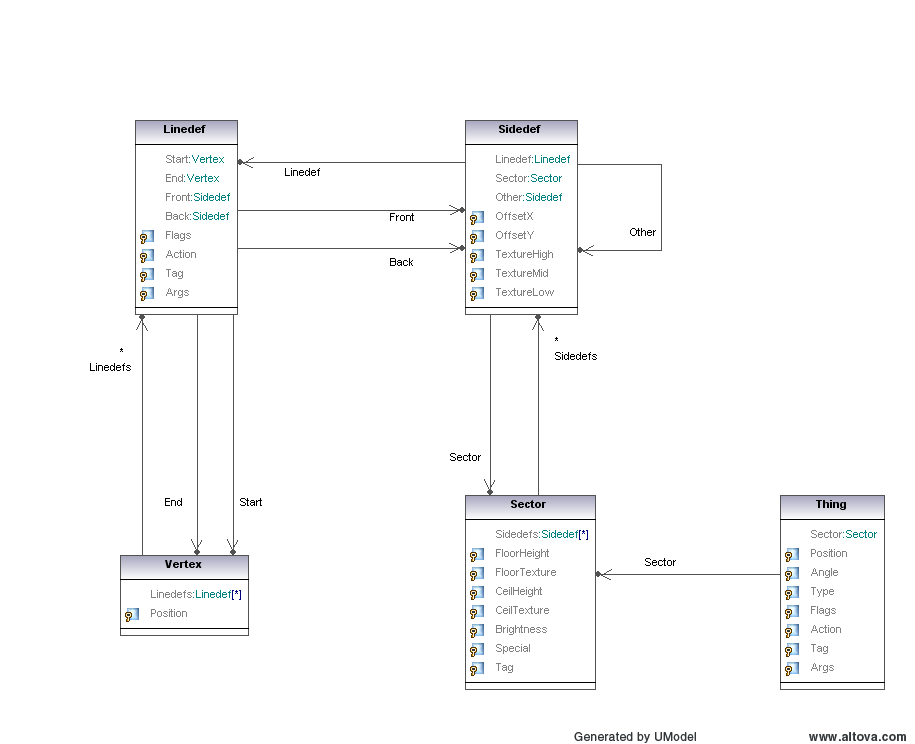 Linedef
Start:Vertex
End:Vertex
Front:Sidedef
Back:Sidedef
Flags
Action
Tag
Args
Sidedef
Linedef:Linedef
Sector:Sector
Other:Sidedef
OffsetX
OffsetY
TextureHigh
TextureMid
TextureLow
Linedef
Front
Back
Other
*
Linedefs
*
Sidedefs
Sector
End
Start
Vertex
Linedefs:Linedef[*]
Position
Sector
Sidedefs:Sidedef[*]
FloorHeight
FloorTexture
CeilHeight
CeilTexture
Brightness
Special
Tag
Sector
Thing
Sector:Sector
Position
Angle
Type
Flags
Action
Tag
Args
Generated by UModel
www.altova.com